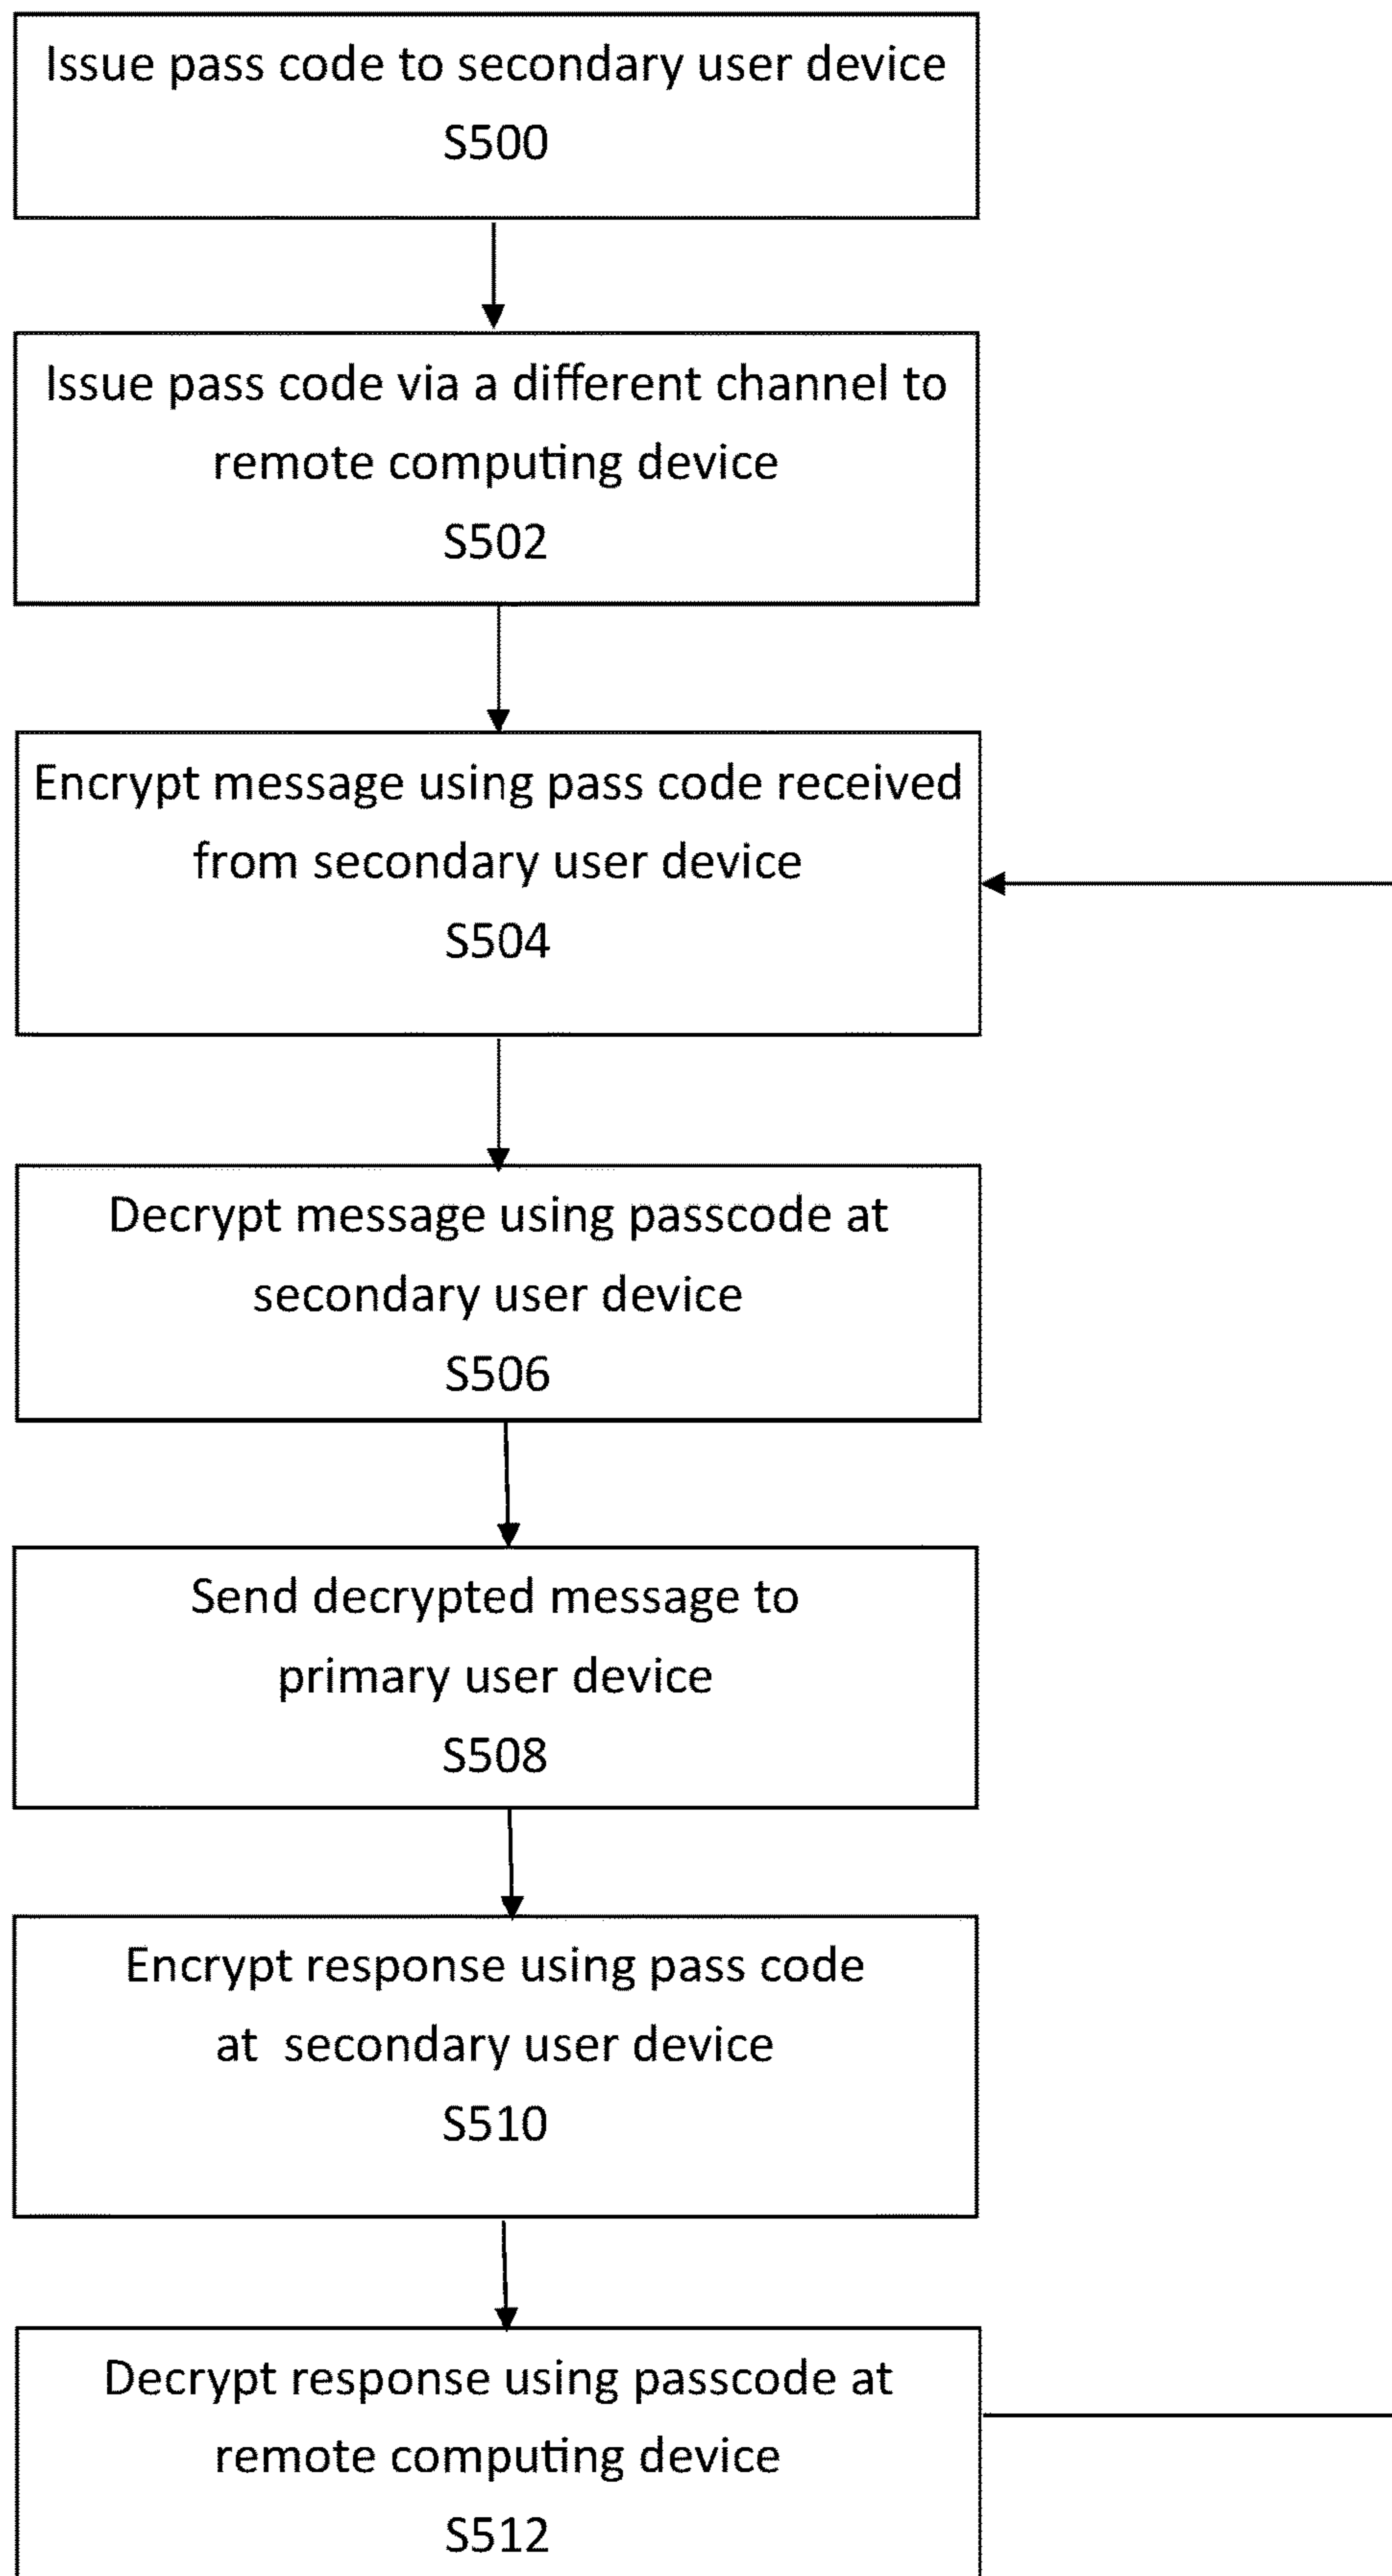 Issue pass code to secondary user device
S500
Issue pass code via a different channel to
remote computing device
S502
Encrypt message using pass code received
from secondary user device
S504
Decrypt message using passcode at
secondary user device
S506
Send decrypted message to
primary user device
S508
Encrypt response using pass code
at  secondary user device
S510
Decrypt response using passcode at
remote computing device
S512